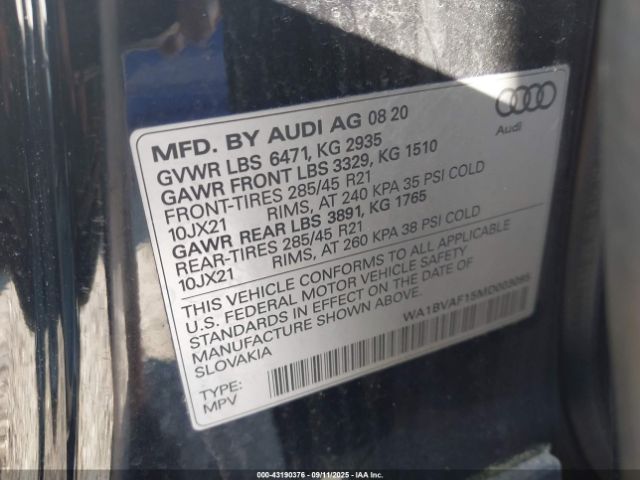 MFD. BY AUDI AG 08 20
GVWR LBS 6471, KG 2935
GAWR FRONT LBS 3329, KG 1510
FRONT-TIRES 285/45 R21
10JX21 RIMS, AT 240 KPA 35 PSI COLD
GAWR REAR LBS 3891, KG 1765
REAR-TIRES 285/45 R21
10JX21 RIMS, AT 260 KPA 38 PSI COLD
THIS VEHICLE CONFORMS TO ALL APPLICABLE
U.S. FEDERAL MOTOR VEHICLE SAFETY
STANDARDS IN EFFECT ON THE DATE OF
MANUFACTURE SHOWN ABOVE.
SLOVAKIA
WA1BVAF15MD003095
TYPE:
MPV
Audi
00-43190376 - 09/11/2025 - IAA Inc.